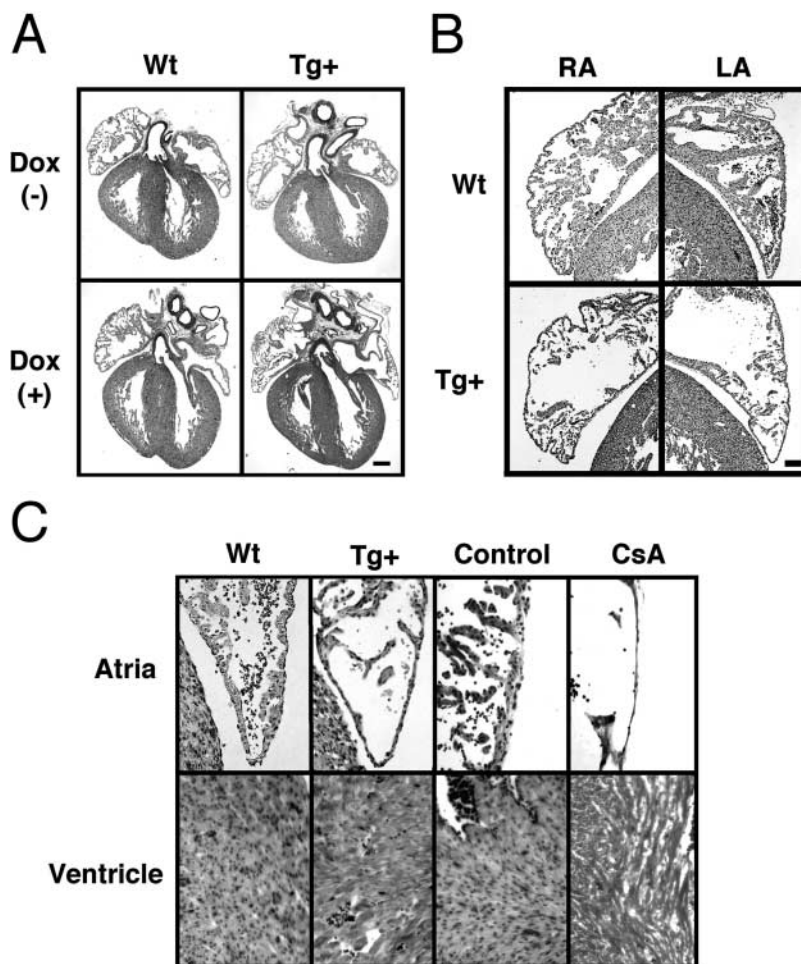 A
Wt Tg+
Dox
(-)
Dox
(+)
B
RA LA
Wt
Tg+
C
Wt Tg+ Control CsA
Atria
Ventricle